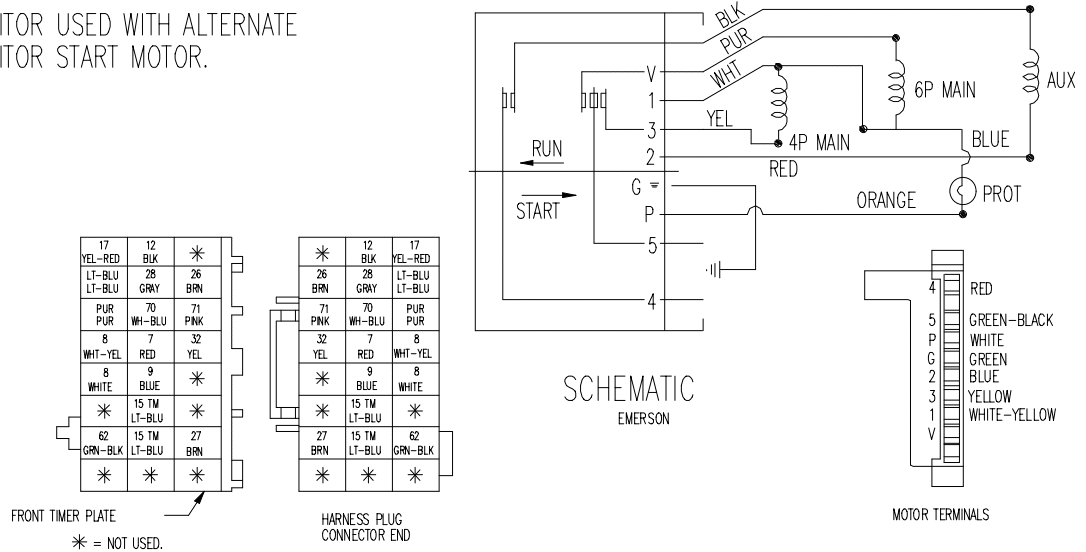 ITOR USED WITH ALTERNATE
ITOR START MOTOR.
BLK
PUR
WHT
YEL
V
1
3
2
G =
P
5
4
RUN
START
4P MAIN
6P MAIN
AUX
BLUE
RED
ORANGE
PROT
17 12 ✳
YEL-RED BLK
LT-BLU 28 26
LT-BLU GRAY BRN
PUR 70 71
PUR WH-BLU PINK
8 7 32
WHT-YEL RED YEL
8 9 ✳
WHITE BLUE
✳ 15 TM ✳
LT-BLU
62 15 TM 27
GRN-BLK LT-BLU BRN
✳ ✳ ✳
FRONT TIMER PLATE
✳ = NOT USED.
✳ 12 17
BLK YEL-RED
26 28 LT-BLU
BRN GRAY LT-BLU
71 70 PUR
PINK WH-BLU PUR
32 7 8
YEL RED WHT-YEL
✳ 9 8
BLUE WHITE
✳ 15 TM ✳
LT-BLU
27 15 TM 62
BRN LT-BLU GRN-BLK
✳ ✳ ✳
HARNESS PLUG
CONNECTOR END
SCHEMATIC
EMERSON
4 RED
5 GREEN-BLACK
P WHITE
G GREEN
2 BLUE
3 YELLOW
1 WHITE-YELLOW
V
MOTOR TERMINALS